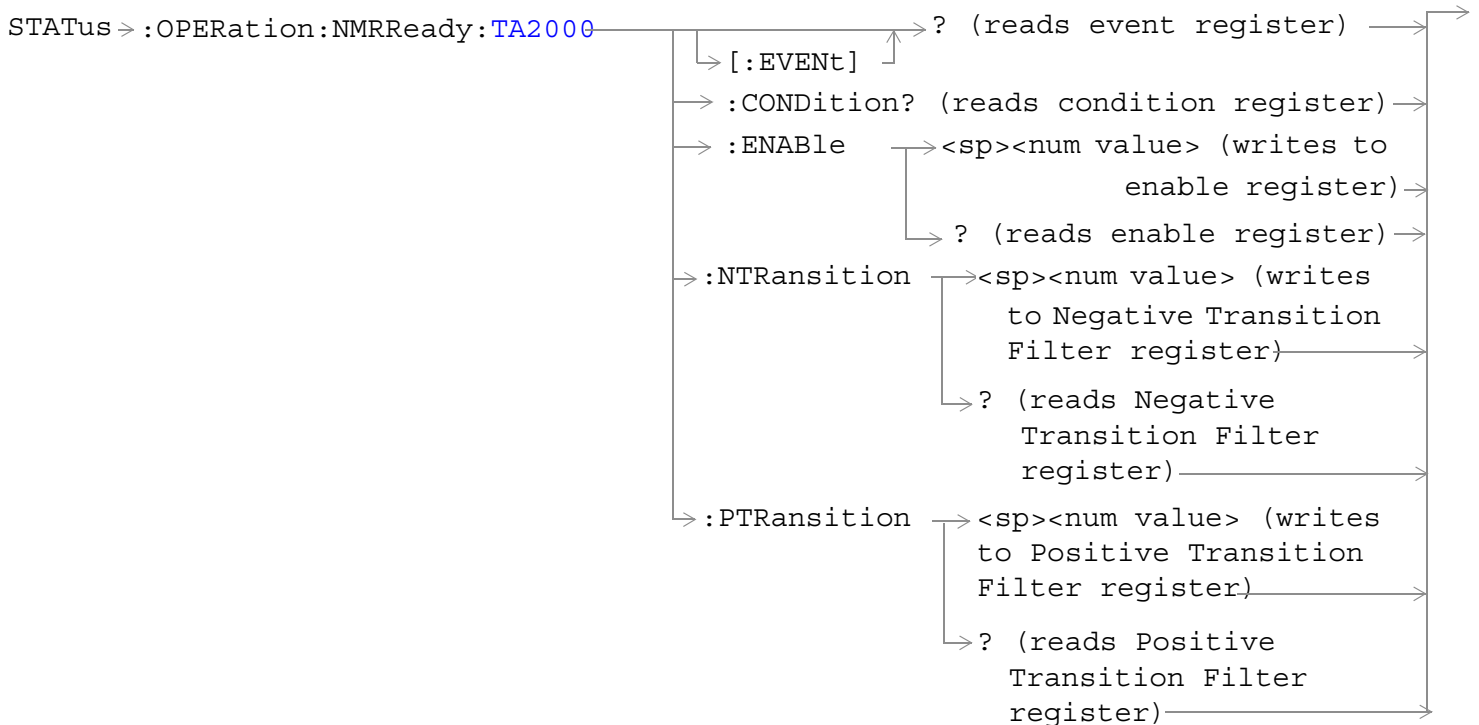 STATus :OPERation:NMRReady:TA2000 ? (reads event register)
[:EVENt]
:CONDition? (reads condition register)
:ENABle <sp><num value> (writes to
enable register)
? (reads enable register)
:NTRansition <sp><num value> (writes
to Negative Transition
Filter register)
? (reads Negative
Transition Filter
register)
:PTRansition <sp><num value> (writes
to Positive Transition
Filter register)
? (reads Positive
Transition Filter
register)